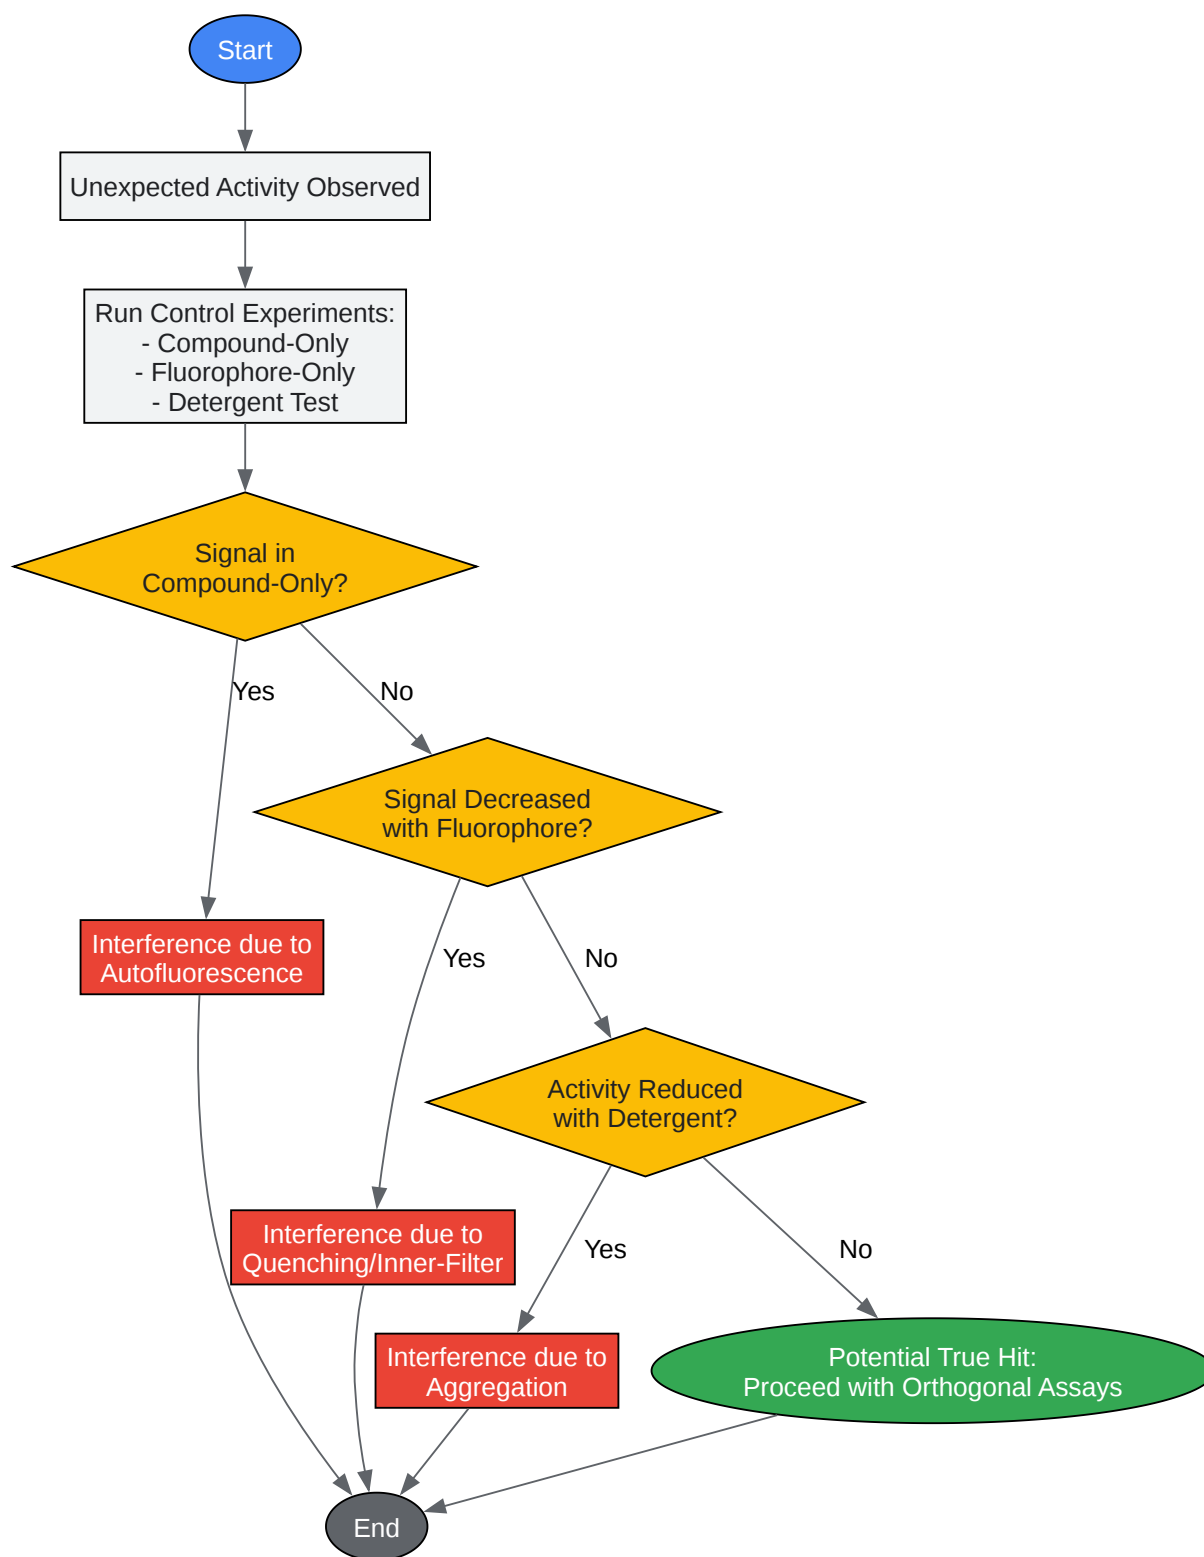 Start
Unexpected Activity Observed
Run Control Experiments:
- Compound-Only
- Fluorophore-Only
- Detergent Test
Signal in
Compound-Only?
Yes
No
Signal Decreased
with Fluorophore?
Interference due to
Autofluorescence
Yes
No
Activity Reduced
with Detergent?
Interference due to
Quenching/Inner-Filter
Yes
No
Interference due to
Aggregation
Potential True Hit:
Proceed with Orthogonal Assays
End